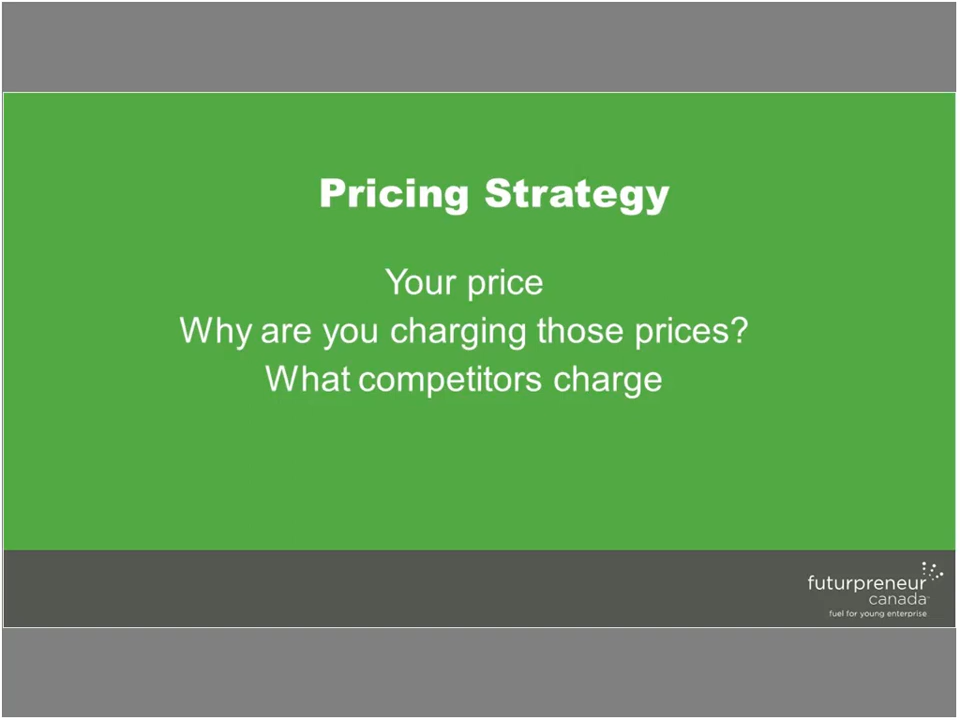 Pricing Strategy
Your price
Why are you charging those prices?
What competitors charge
futurpreneur
canada
fuel for young enterprise